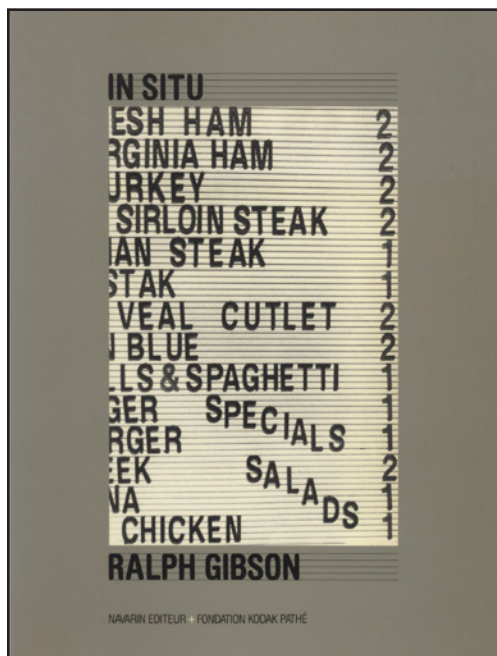 IN SITU
ESH HAM 2
RGINIA HAM 2
URKEY 2
SIRLOIN STEAK 2
IAN STEAK 1
STAK 1
VEAL CUTLET 2
N BLUE 2
LLS & SPAGHETTI 1
GER SPECIALS 1
RGER 1
EEK SALADS 2
NA 1
CHICKEN 1
RALPH GIBSON
NAVARIN EDITEUR + FONDATION KODAK PATHÉ